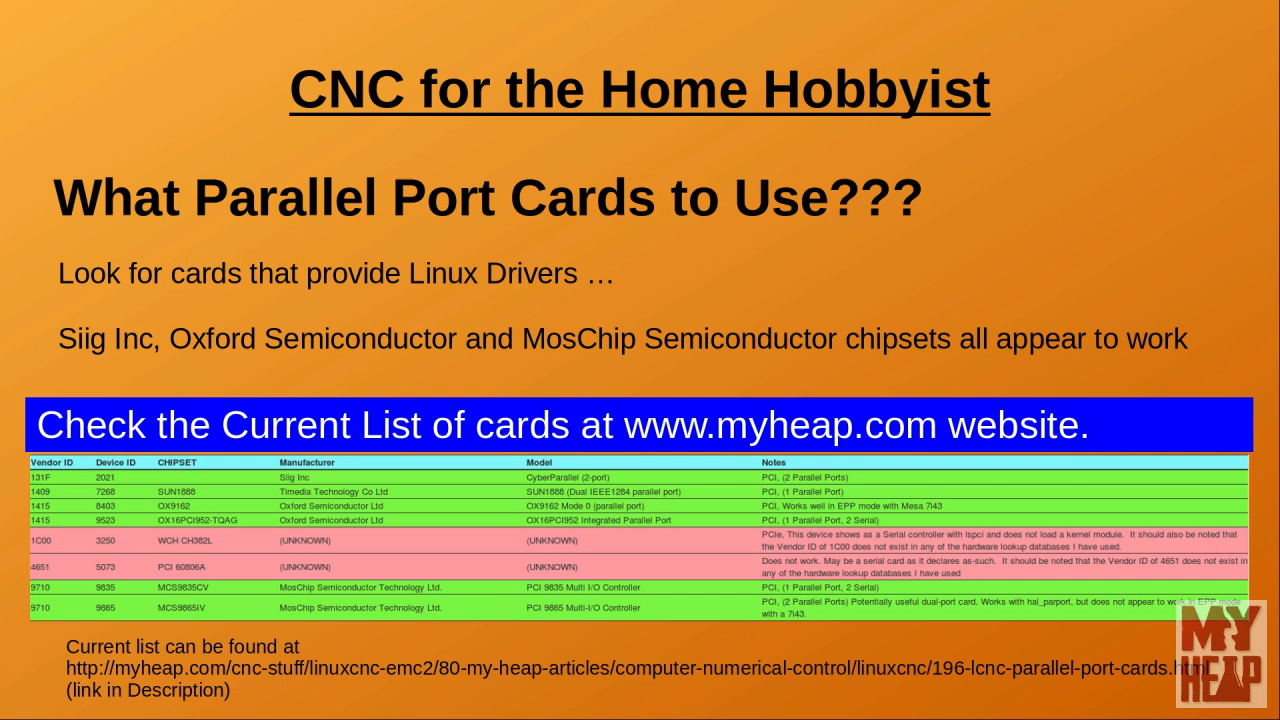 CNC for the Home Hobbyist
What Parallel Port Cards to Use???
Look for cards that provide Linux Drivers …
Siig Inc, Oxford Semiconductor and MosChip Semiconductor chipsets all appear to work
Check the Current List of cards at www.myheap.com website.
Vendor ID Device ID CHIPSET Manufacturer Model Notes
131F 2021 Siig Inc CyberParallel (2-port) PCI, (2 Parallel Ports)
1409 7268 SUN1888 Timedia Technology Co Ltd SUN1888 (Dual IEEE1284 parallel port) PCI, (1 Parallel Port)
1415 8403 OX9162 Oxford Semiconductor Ltd OX9162 Mode 0 (parallel port) PCI, Works well in EPP mode with Mesa 7i43
1415 9523 OX16PCI952-TQAG Oxford Semiconductor Ltd OX16PCI952 Integrated Parallel Port PCI, (1 Parallel Port, 2 Serial)
1C00 3250 WCH CH382L (UNKNOWN) (UNKNOWN) PCIe, This device shows as a Serial controller with lspci and does not load a kernel module. It should also be noted that
the Vendor ID of 1C00 does not exist in any of the hardware lookup databases I have used.
4651 5073 PCI 60806A (UNKNOWN) (UNKNOWN) Does not work. May be a serial card as it declares as-such. It should be noted that the Vendor ID of 4651 does not exist in
any of the hardware lookup databases I have used
9710 9835 MCS9835CV MosChip Semiconductor Technology Ltd. PCI 9835 Multi I/O Controller PCI, (1 Parallel Port, 2 Serial)
9710 9865 MCS9865IV MosChip Semiconductor Technology Ltd. PCI 9865 Multi-I/O Controller PCI, (2 Parallel Ports) Potentially useful dual-port card. Works with hal_parport, but does not appear to work in EPP mode
with a 7i43.
Current list can be found at
http://myheap.com/cnc-stuff/linuxcnc-emc2/80-my-heap-articles/computer-numerical-control/linuxcnc/196-lcnc-parallel-port-cards.html
(link in Description)
MY
HEAP